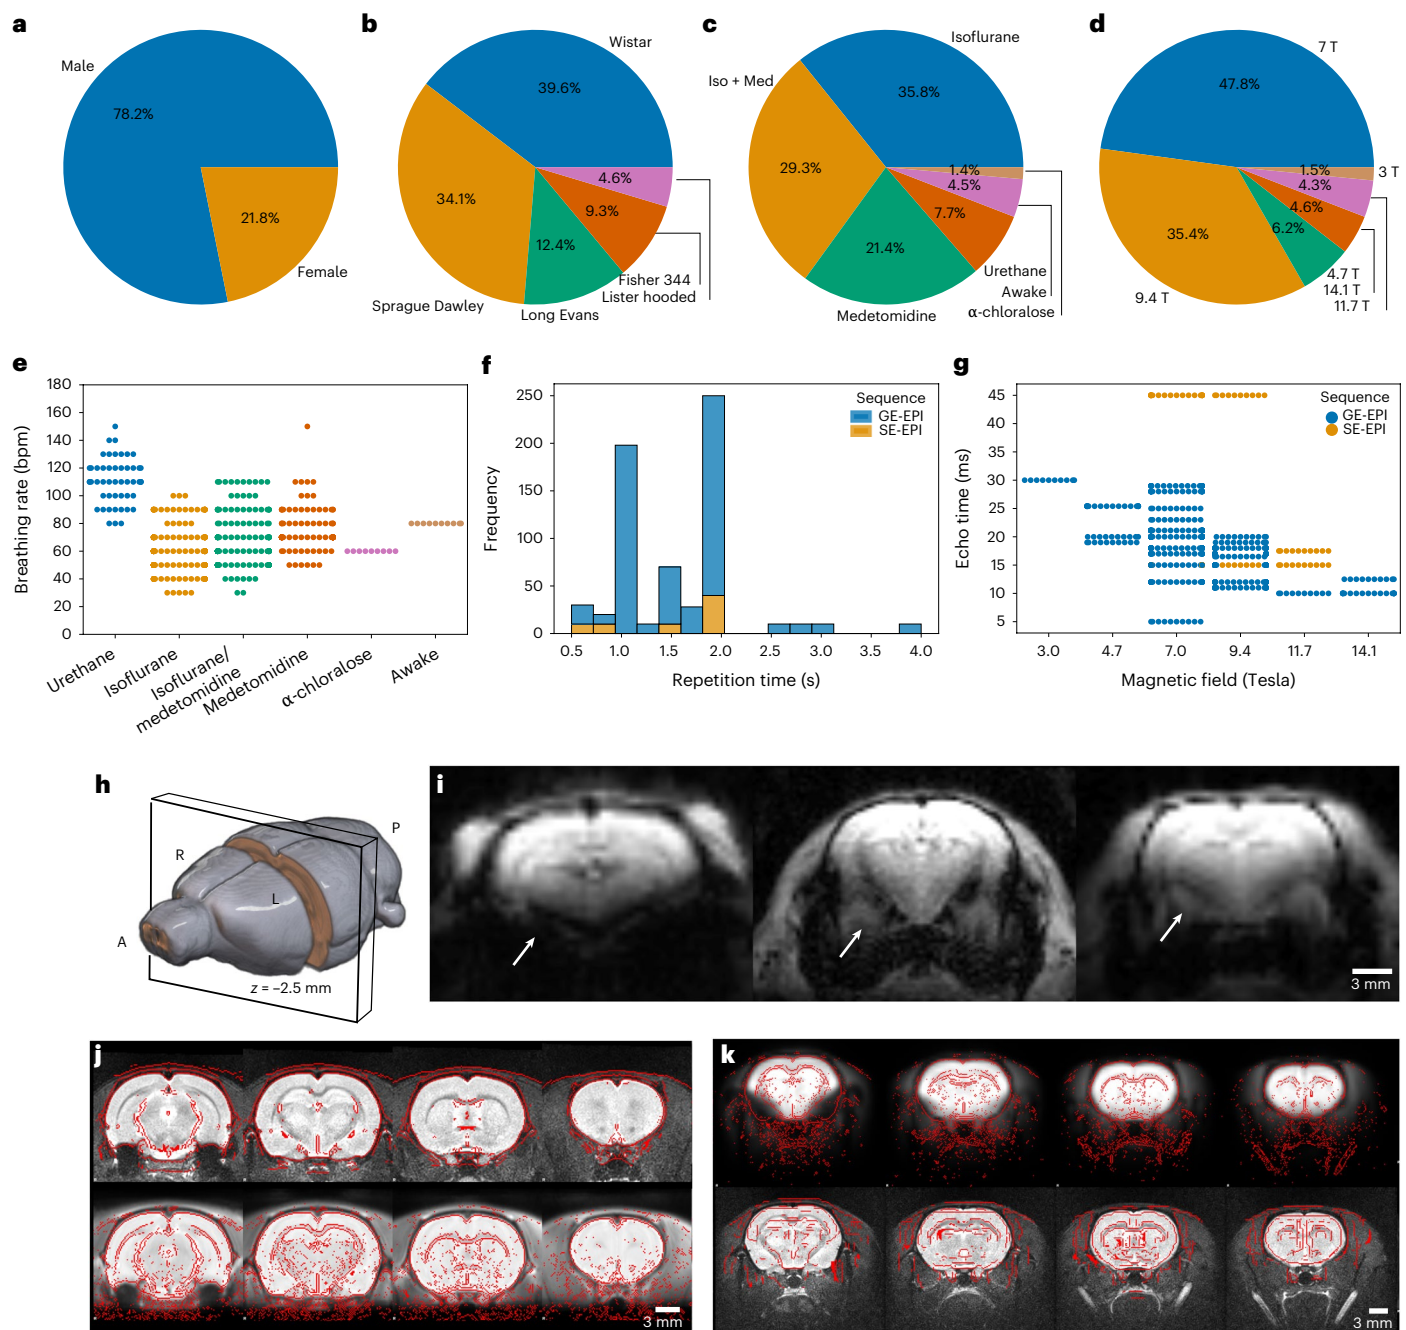 a
Male
78.2%
21.8%
Female
b
Wistar
39.6%
34.1%
12.4%
9.3%
4.6%
Fisher 344
Lister hooded
Sprague Dawley
Long Evans
c
Isoflurane
Iso + Med
35.8%
29.3%
21.4%
7.7%
4.5%
1.4%
Urethane
Awake
α-chloralose
Medetomidine
d
7 T
47.8%
1.5%
3 T
4.3%
4.6%
6.2%
35.4%
9.4 T
4.7 T
14.1 T
11.7 T
e
Breathing rate (bpm)
180
160
140
120
100
80
60
40
20
0
Urethane
Isoflurane
Isoflurane/
medetomidine
Medetomidine
α-chloralose
Awake
f
Frequency
250
200
150
100
50
0
Sequence
GE-EPI
SE-EPI
0.5 1.0 1.5 2.0 2.5 3.0 3.5 4.0
Repetition time (s)
g
Echo time (ms)
45
40
35
30
25
20
15
10
5
Sequence
GE-EPI
SE-EPI
3.0 4.7 7.0 9.4 11.7 14.1
Magnetic field (Tesla)
h
P
R
L
A
z = –2.5 mm
i
3 mm
j
3 mm
k
3 mm